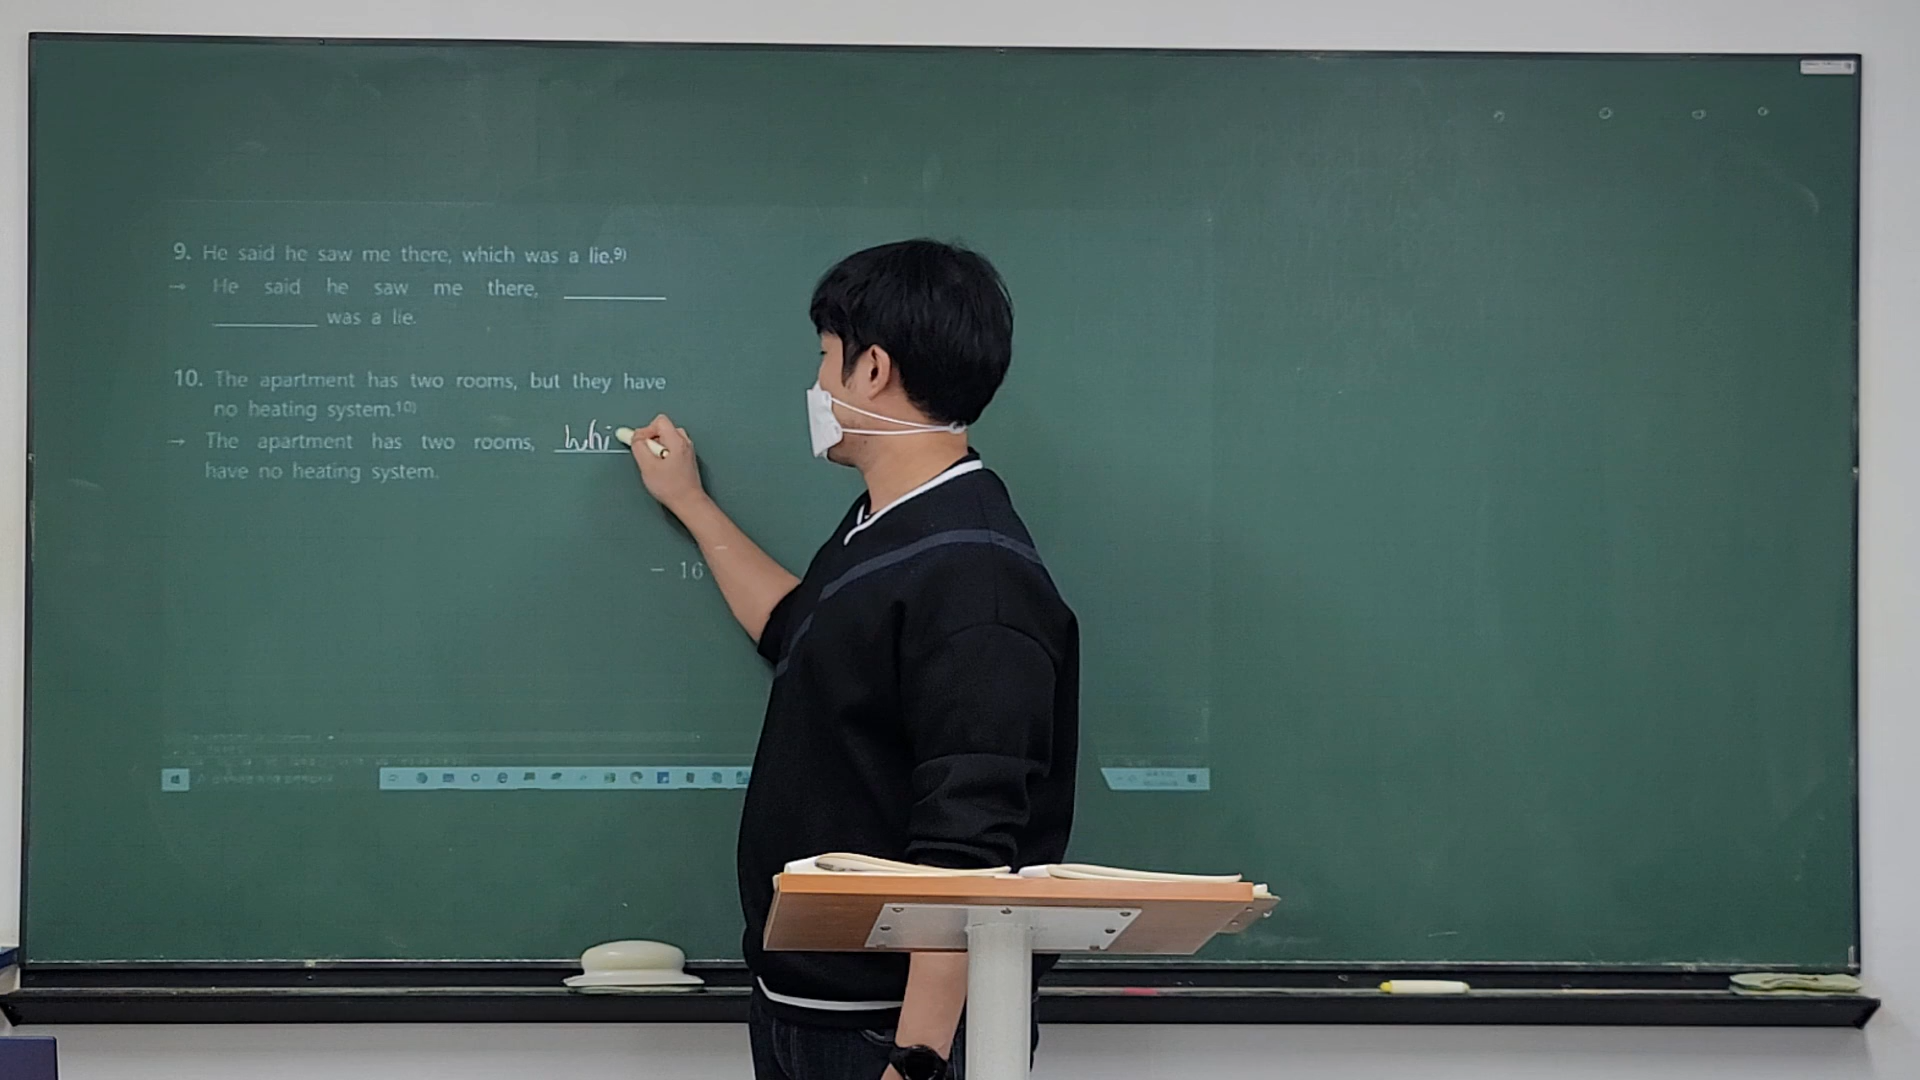 9. He said he saw me there, which was a lie.9)
→ He said he saw me there, __________
__________ was a lie.
10. The apartment has two rooms, but they have
no heating system.10)
→ The apartment has two rooms, Whi
have no heating system.
- 16